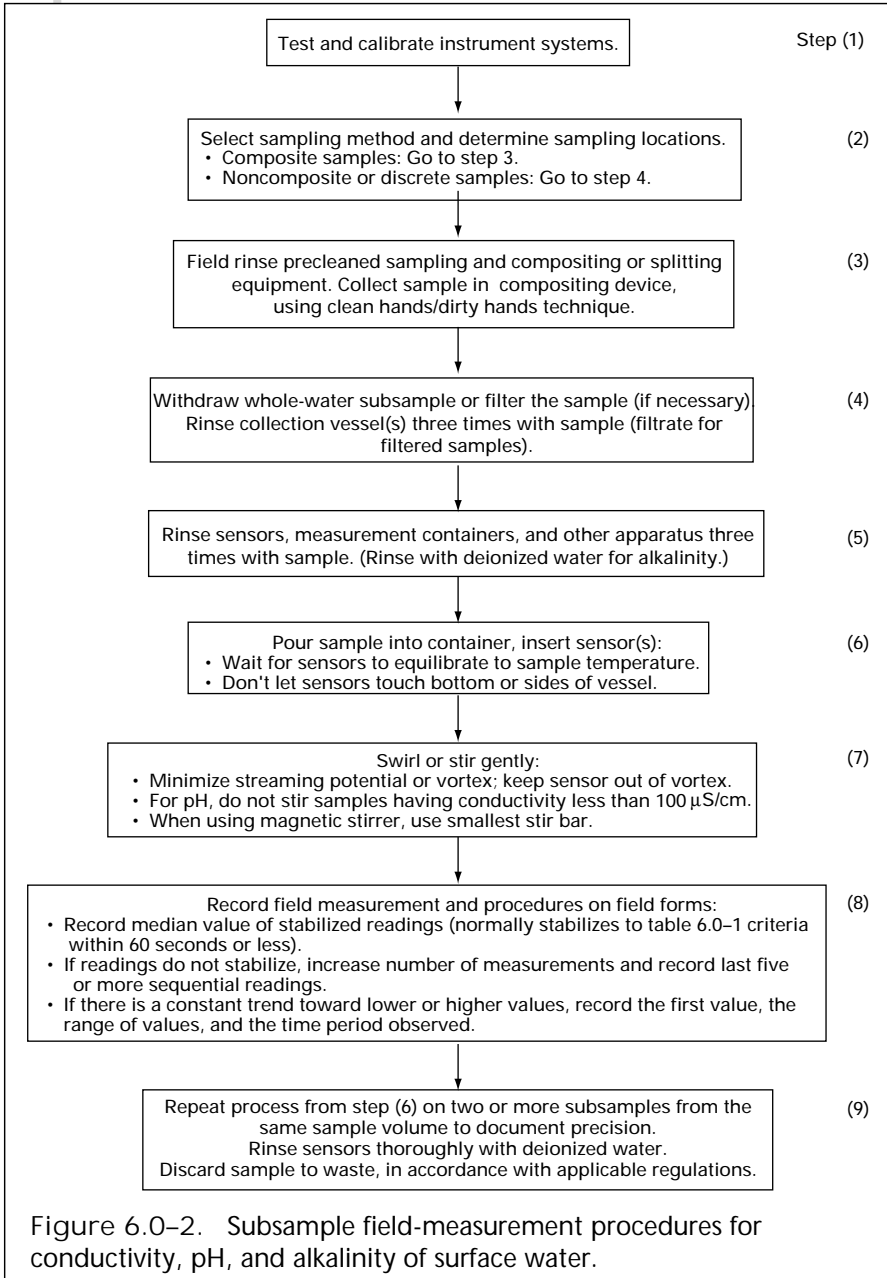 Test and calibrate instrument systems.
Step (1)
Select sampling method and determine sampling locations.
• Composite samples: Go to step 3.
• Noncomposite or discrete samples: Go to step 4.
(2)
Field rinse precleaned sampling and compositing or splitting
equipment. Collect sample in compositing device,
using clean hands/dirty hands technique.
(3)
Withdraw whole-water subsample or filter the sample (if necessary).
Rinse collection vessel(s) three times with sample (filtrate for
filtered samples).
(4)
Rinse sensors, measurement containers, and other apparatus three
times with sample. (Rinse with deionized water for alkalinity.)
(5)
Pour sample into container, insert sensor(s):
• Wait for sensors to equilibrate to sample temperature.
• Don't let sensors touch bottom or sides of vessel.
(6)
Swirl or stir gently:
• Minimize streaming potential or vortex; keep sensor out of vortex.
• For pH, do not stir samples having conductivity less than 100 µS/cm.
• When using magnetic stirrer, use smallest stir bar.
(7)
Record field measurement and procedures on field forms:
• Record median value of stabilized readings (normally stabilizes to table 6.0–1 criteria
within 60 seconds or less).
• If readings do not stabilize, increase number of measurements and record last five
or more sequential readings.
• If there is a constant trend toward lower or higher values, record the first value, the
range of values, and the time period observed.
(8)
Repeat process from step (6) on two or more subsamples from the
same sample volume to document precision.
Rinse sensors thoroughly with deionized water.
Discard sample to waste, in accordance with applicable regulations.
(9)
Figure 6.0–2. Subsample field-measurement procedures for
conductivity, pH, and alkalinity of surface water.